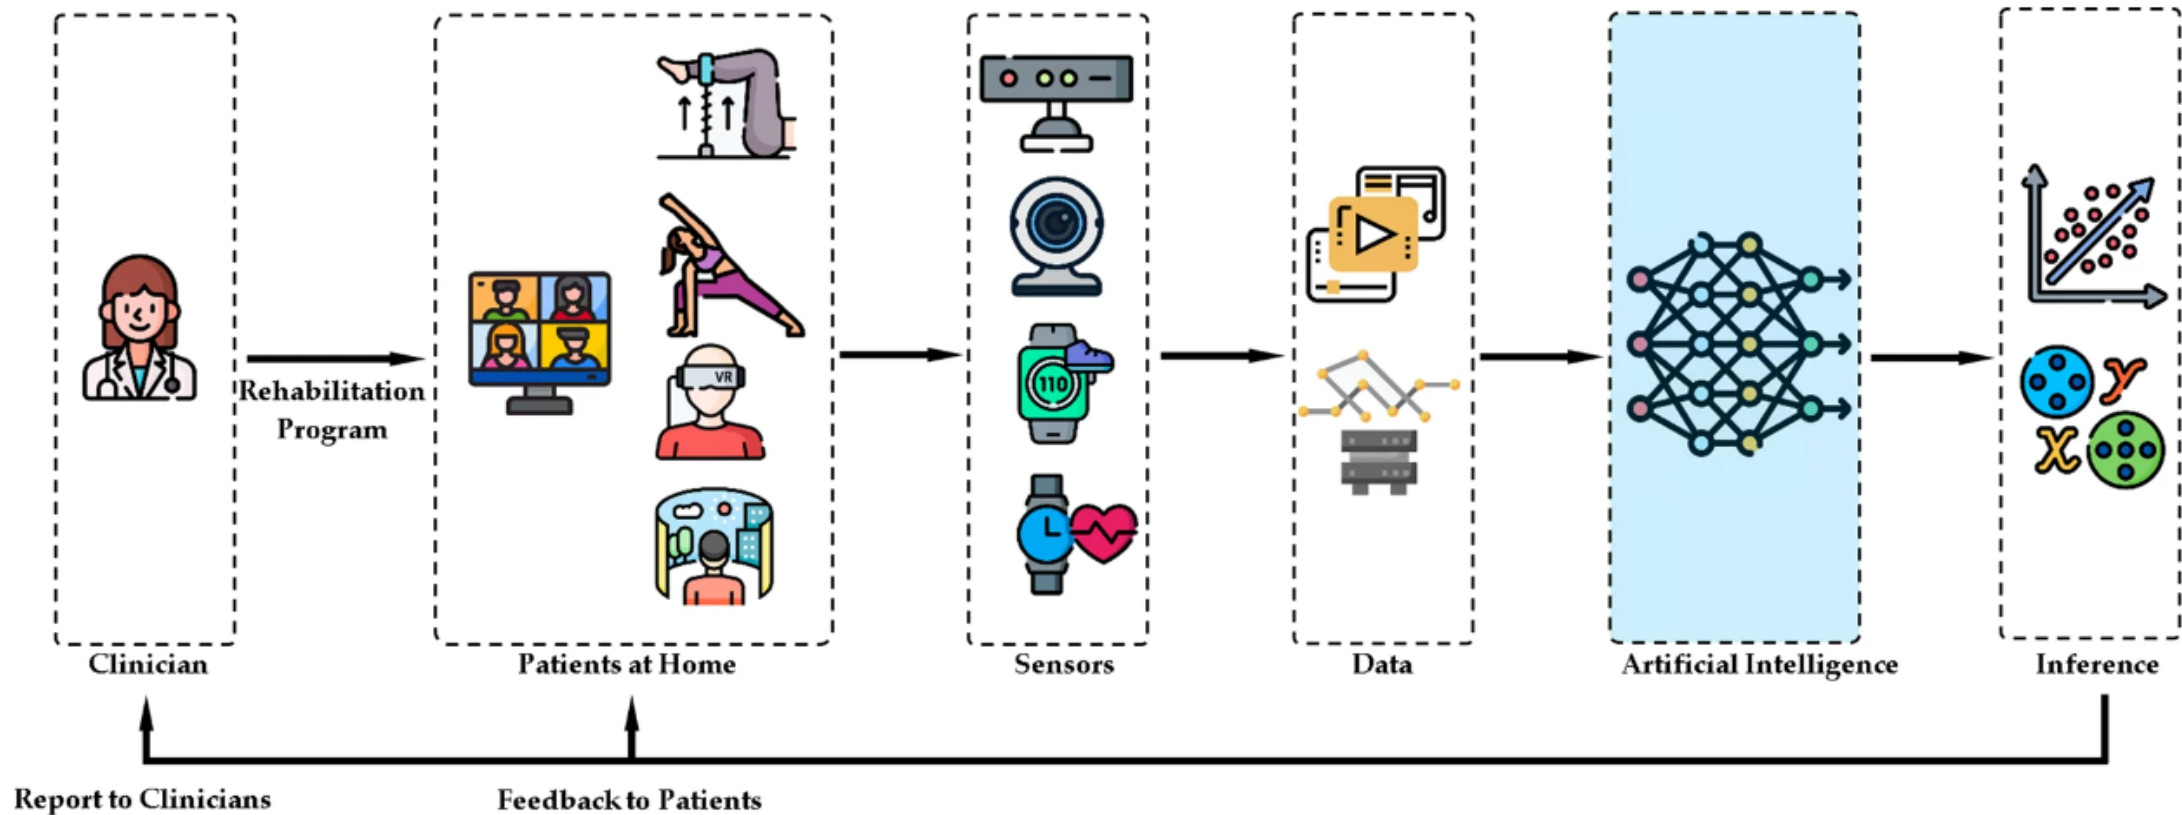 VR
110
y
x
Rehabilitation
Program
Clinician
Patients at Home
Sensors
Data
Artificial Intelligence
Inference
Report to Clinicians
Feedback to Patients